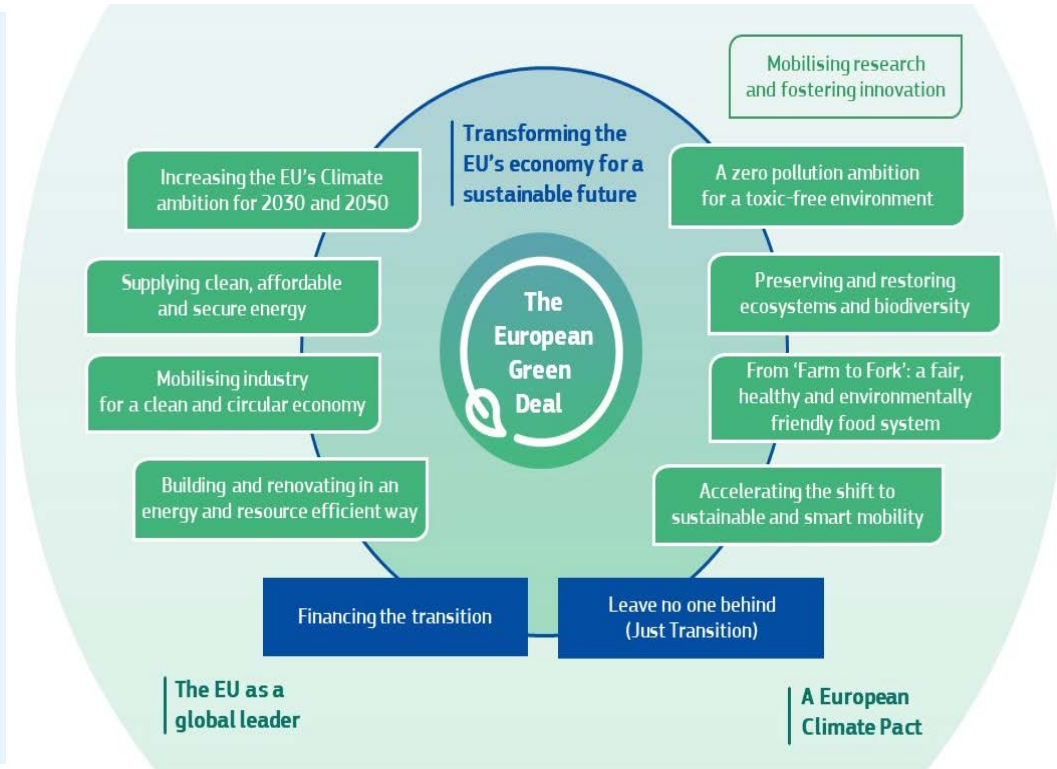 Mobilising research
and fostering innovation
Transforming the
EU's economy for a
sustainable future
Increasing the EU's Climate
ambition for 2030 and 2050
A zero pollution ambition
for a toxic-free environment
Supplying clean, affordable
and secure energy
The
European
Green
Deal
Preserving and restoring
ecosystems and biodiversity
Mobilising industry
for a clean and circular economy
From ‘Farm to Fork’: a fair,
healthy and environmentally
friendly food system
Building and renovating in an
energy and resource efficient way
Accelerating the shift to
sustainable and smart mobility
Financing the transition
Leave no one behind
(Just Transition)
The EU as a
global leader
A European
Climate Pact